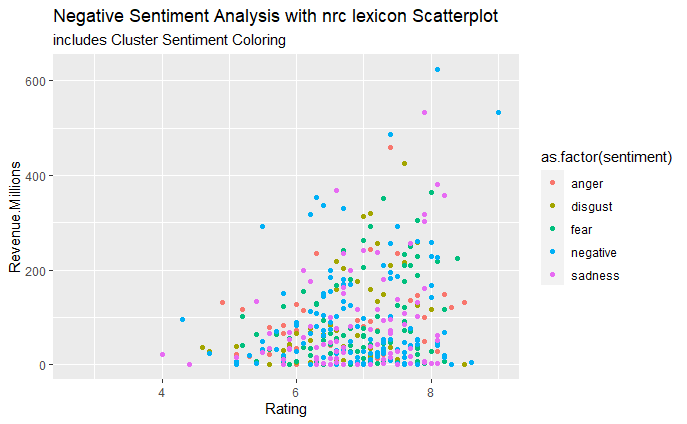 Negative Sentiment Analysis with nrc lexicon Scatterplot
includes Cluster Sentiment Coloring
600
400
200
0
Revenue.Millions
4
6
8
Rating
as.factor(sentiment)
anger
disgust
fear
negative
sadness